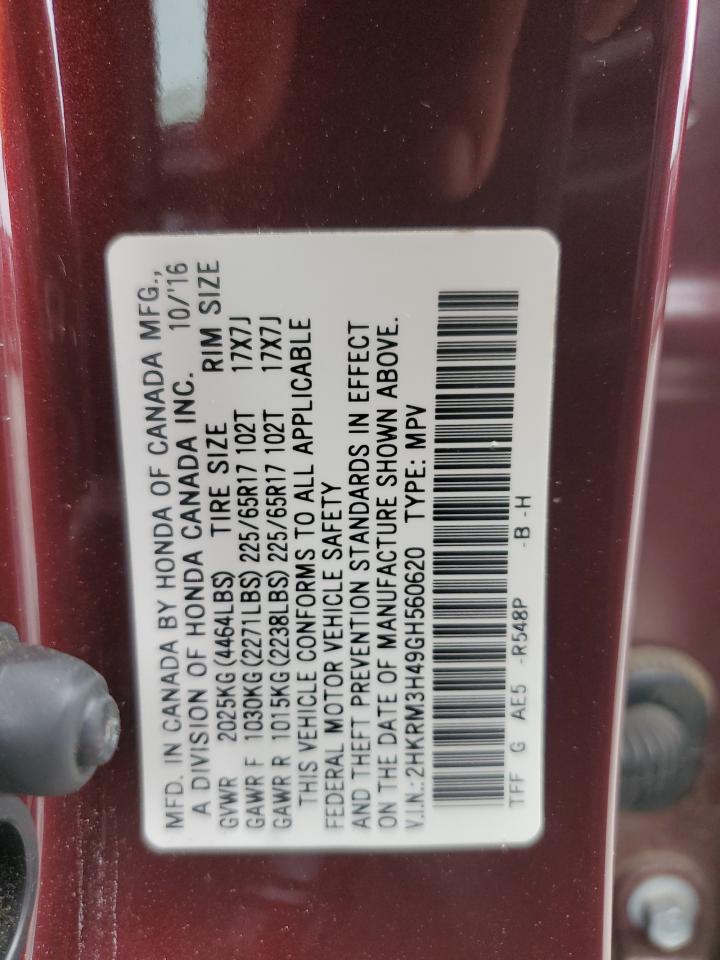 MFD. IN CANADA BY HONDA OF CANADA MFG.,
A DIVISION OF HONDA CANADA INC. 10/'16
GVWR 2025KG(4464LBS) TIRE SIZE RIM SIZE
GAWR F 1030KG(2271LBS) 225/65R17 102T 17X7J
GAWR R 1015KG(2238LBS) 225/65R17 102T 17X7J
THIS VEHICLE CONFORMS TO ALL APPLICABLE
FEDERAL MOTOR VEHICLE SAFETY
AND THEFT PREVENTION STANDARDS IN EFFECT
ON THE DATE OF MANUFACTURE SHOWN ABOVE.
V.I.N.:2HKRM3H49GH560620 TYPE: MPV
TFF G AE5 -R548P -B -H